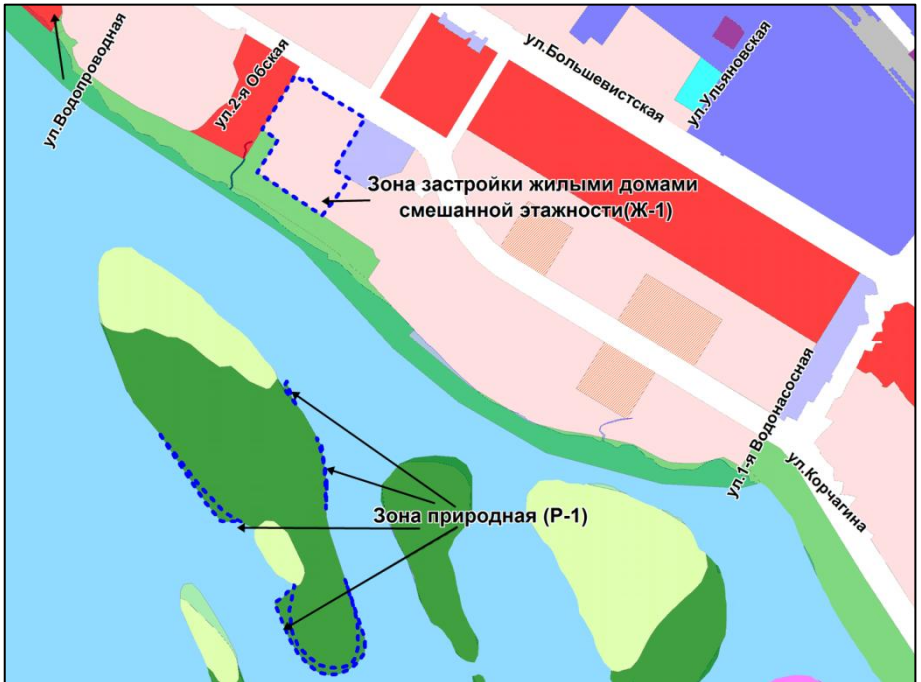 ул.Водопроводная
ул.2-я Обская
ул.Большевистская
ул.Ульяновская
Зона застройки жилыми домами
смешанной этажности(Ж-1)
ул.1-я Водонасосная
ул.Корчагина
Зона природная (Р-1)